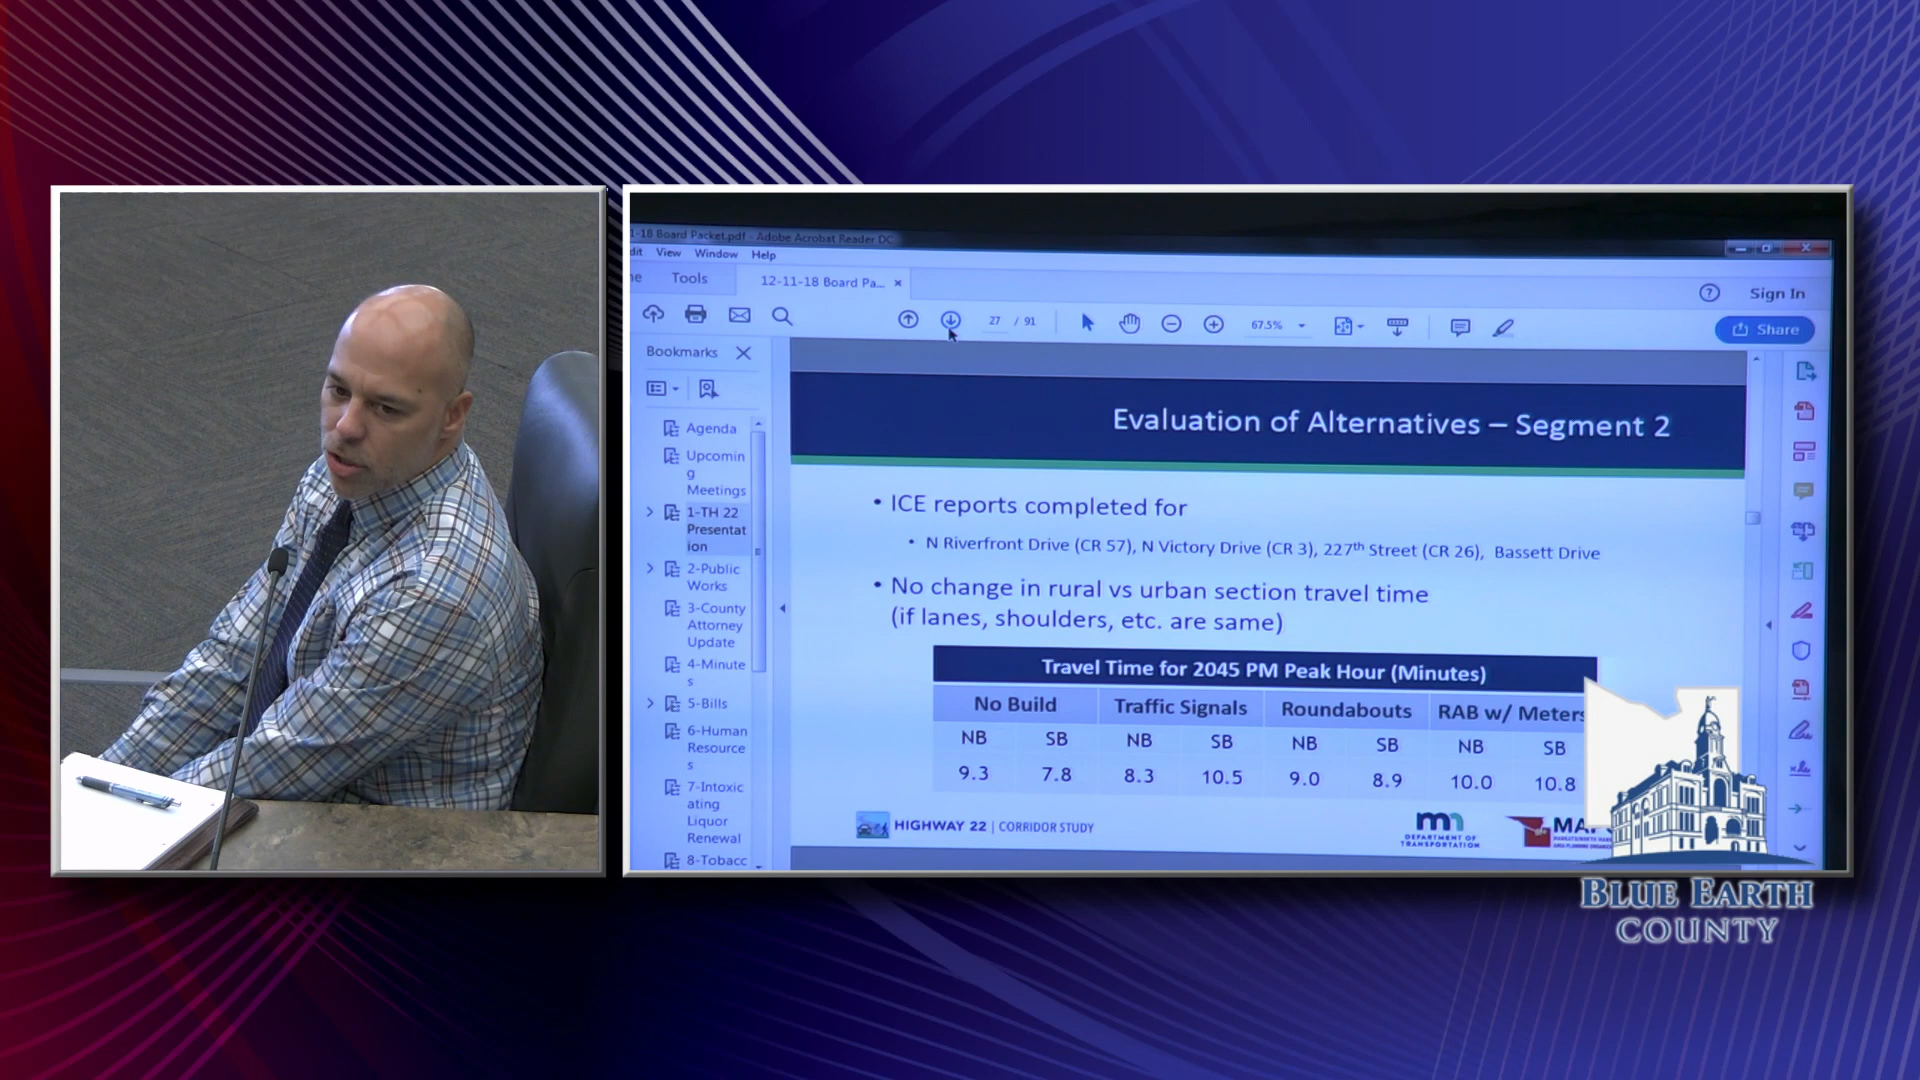 1-18 Board Packet.pdf - Adobe Acrobat Reader DC
dit View Window Help
ne Tools 12-11-18 Board Pa... × Sign In
27 / 91 67.5% Share
Bookmarks
Agenda
Upcomin
g
Meetings
1-TH 22
Presentat
ion
2-Public
Works
3-County
Attorney
Update
4-Minute
s
5-Bills
6-Human
Resource
s
7-Intoxic
ating
Liquor
Renewal
8-Tobacc
Evaluation of Alternatives – Segment 2
• ICE reports completed for
• N Riverfront Drive (CR 57), N Victory Drive (CR 3), 227th Street (CR 26), Bassett Drive
• No change in rural vs urban section travel time
(if lanes, shoulders, etc. are same)
Travel Time for 2045 PM Peak Hour (Minutes)
No Build Traffic Signals Roundabouts RAB w/ Meters
NB SB NB SB NB SB NB SB
9.3 7.8 8.3 10.5 9.0 8.9 10.0 10.8
HIGHWAY 22 | CORRIDOR STUDY
DEPARTMENT OF
TRANSPORTATION
BLUE EARTH
COUNTY